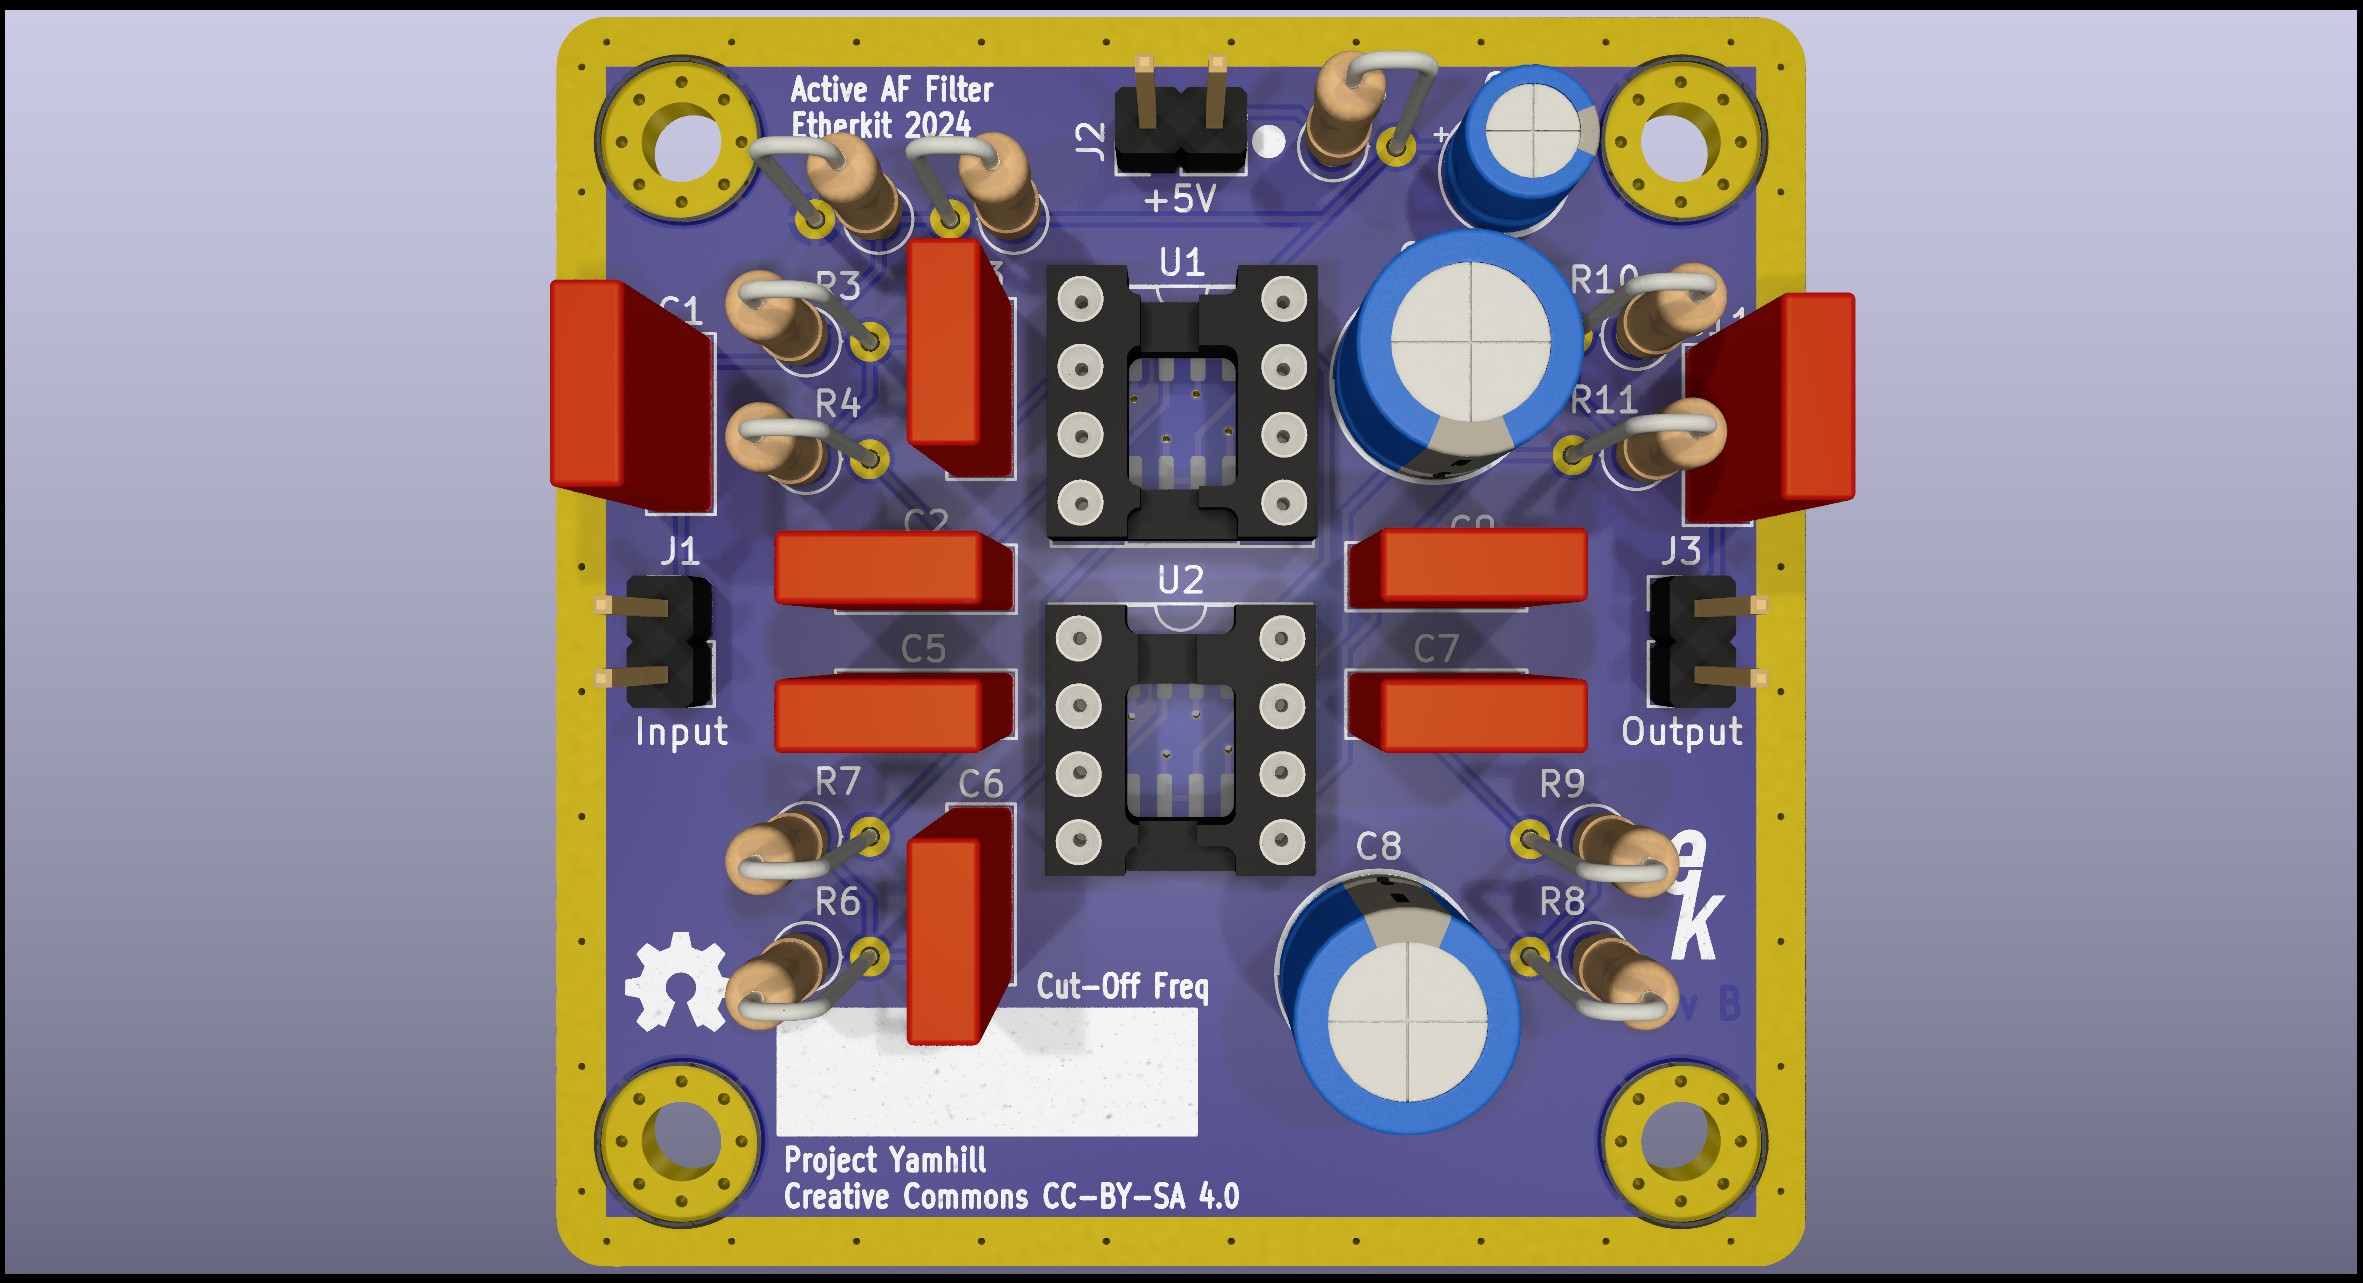 Active AF Filter
Etherkit 2024
J2
+5V
U1
R3
C1
R10
R4
R11
C2
C9
J1
J3
U2
C5
C7
Input
Output
R7
C6
R9
C8
R6
R8
ek
Cut-Off Freq
B
Project Yamhill
Creative Commons CC-BY-SA 4.0